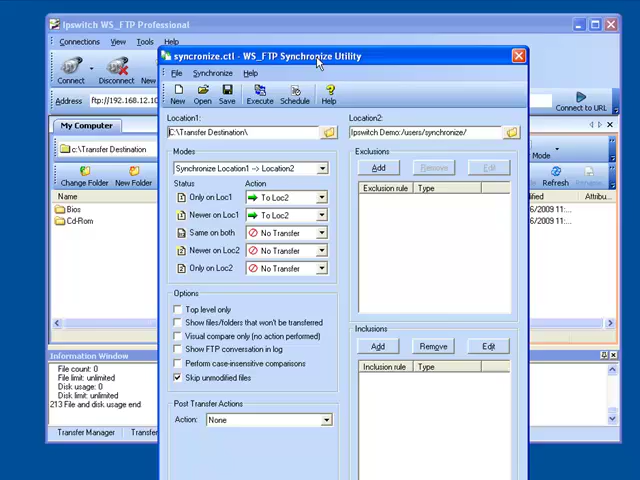 Ipswitch WS_FTP Professional
Connections View Tools Help
Connect Disconnect New
Address ftp://192.168.12.10
Connect to URL
My Computer
C:\Transfer Destination
Mode
Change Folder New Folder
Refresh
Name
Modified
Attribu...
Bios
/6/2009 11:...
Cd-Rom
/6/2009 11:...
Information Window
File count: 0
File limit: unlimited
Disk usage: 0
Disk limit: unlimited
213 File and disk usage end
Transfer Manager Transfer
syncronize.ctl - WS_FTP Synchronize Utility
File Synchronize Help
New Open Save Execute Schedule Help
Location1:
C:\Transfer Destination\
Location2:
Ipswitch Demo:/users/synchronize/
Modes
Synchronize Location1 --> Location2
Status Action
Only on Loc1 To Loc2
Newer on Loc1 To Loc2
Same on both No Transfer
Newer on Loc2 No Transfer
Only on Loc2 No Transfer
Options
Top level only
Show files/folders that won't be transferred
Visual compare only (no action performed)
Show FTP conversation in log
Perform case-insensitive comparisons
Skip unmodified files
Post Transfer Actions
Action: None
Exclusions
Add Remove Edit
Exclusion rule Type
Inclusions
Add Remove Edit
Inclusion rule Type